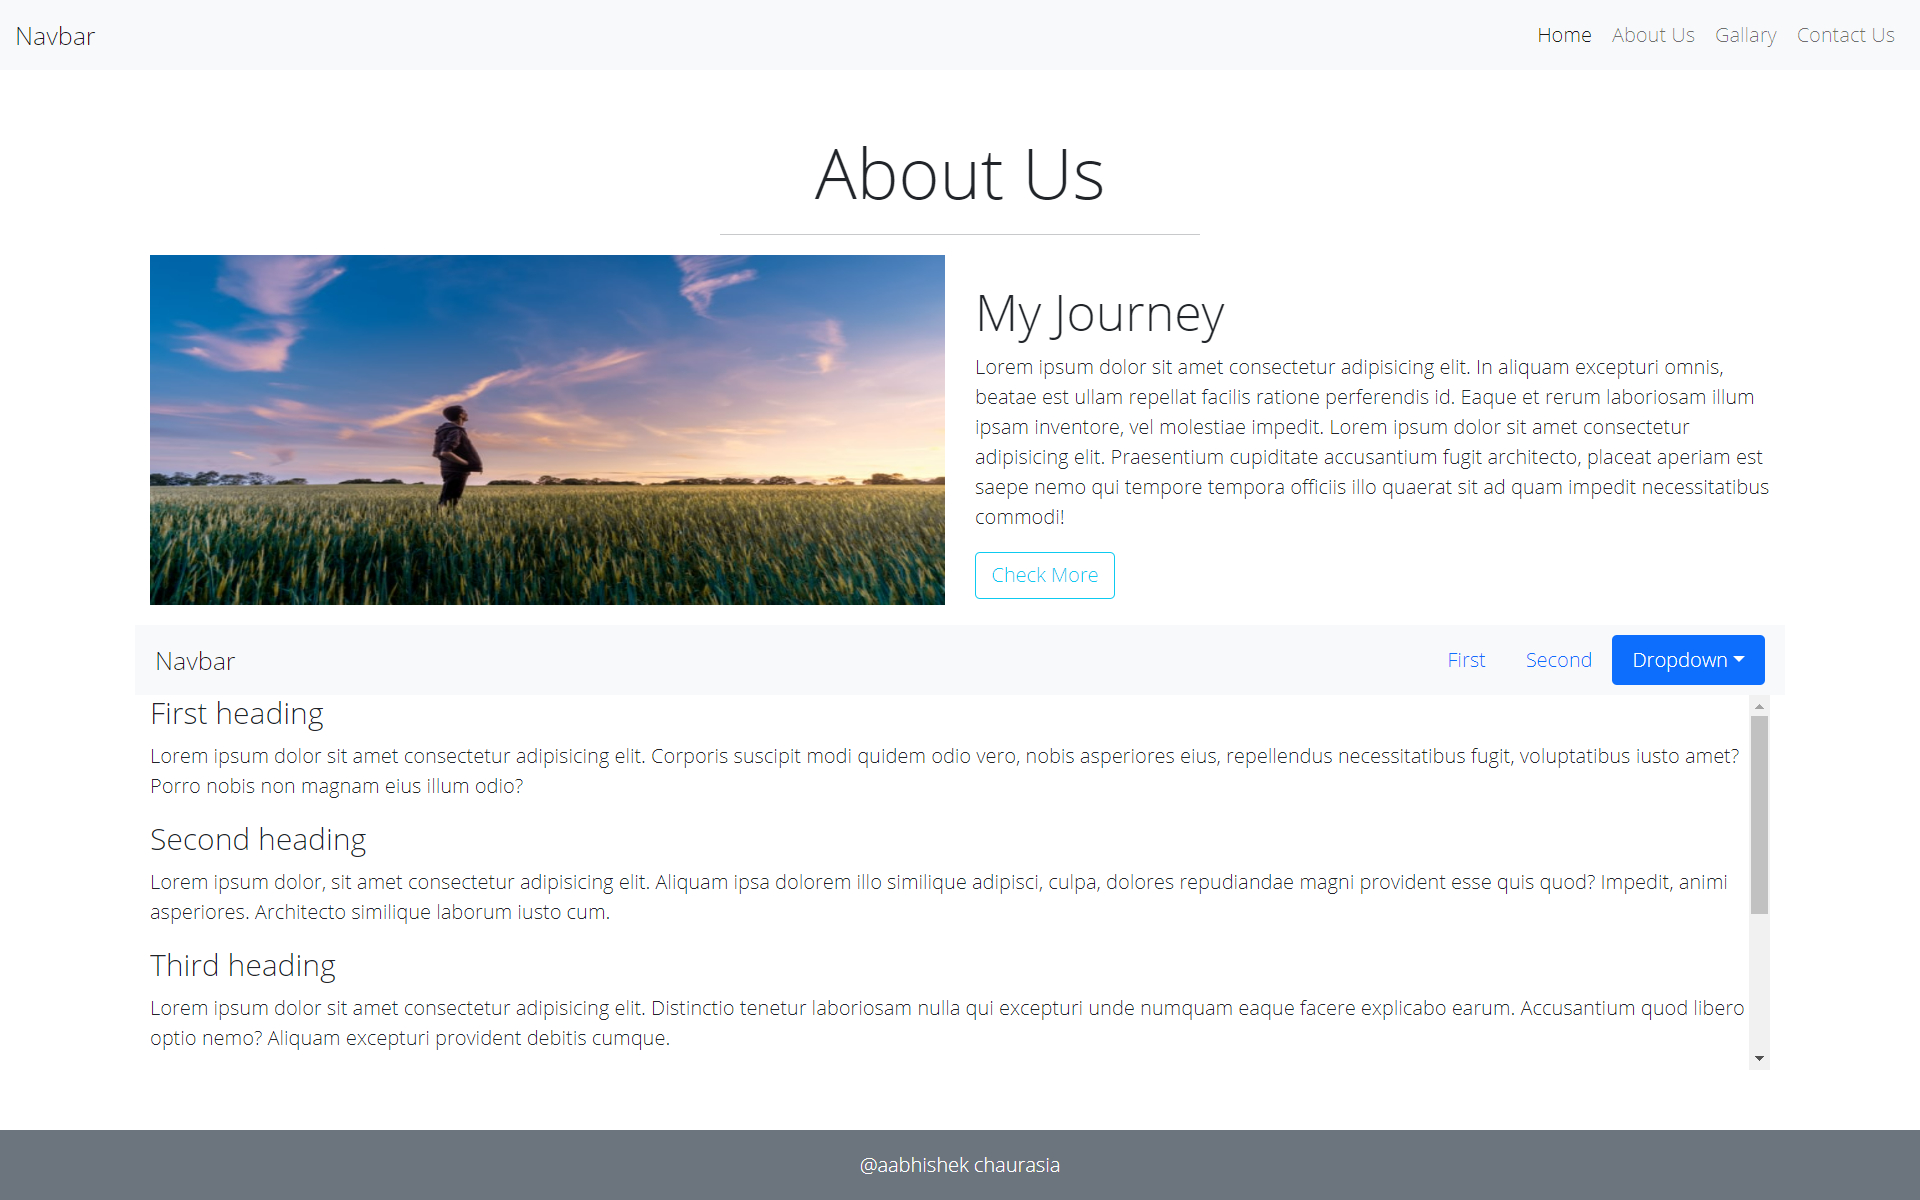 Navbar
Home About Us Gallary Contact Us
About Us
My Journey
Lorem ipsum dolor sit amet consectetur adipisicing elit. In aliquam excepturi omnis,
beatae est ullam repellat facilis ratione perferendis id. Eaque et rerum laboriosam illum
ipsam inventore, vel molestiae impedit. Lorem ipsum dolor sit amet consectetur
adipisicing elit. Praesentium cupiditate accusantium fugit architecto, placeat aperiam est
saepe nemo qui tempore tempora officiis illo quaerat sit ad quam impedit necessitatibus
commodi!
Check More
Navbar
First Second Dropdown
First heading
Lorem ipsum dolor sit amet consectetur adipisicing elit. Corporis suscipit modi quidem odio vero, nobis asperiores eius, repellendus necessitatibus fugit, voluptatibus iusto amet?
Porro nobis non magnam eius illum odio?
Second heading
Lorem ipsum dolor, sit amet consectetur adipisicing elit. Aliquam ipsa dolorem illo similique adipisci, culpa, dolores repudiandae magni provident esse quis quod? Impedit, animi
asperiores. Architecto similique laborum iusto cum.
Third heading
Lorem ipsum dolor sit amet consectetur adipisicing elit. Distinctio tenetur laboriosam nulla qui excepturi unde numquam eaque facere explicabo earum. Accusantium quod libero
optio nemo? Aliquam excepturi provident debitis cumque.
@aabhishek chaurasia